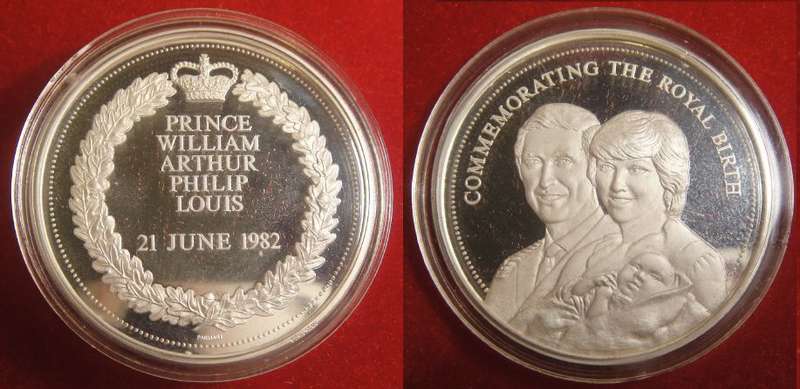 PRINCE
WILLIAM
ARTHUR
PHILIP
LOUIS
21 JUNE 1982
COMMEMORATING THE ROYAL BIRTH